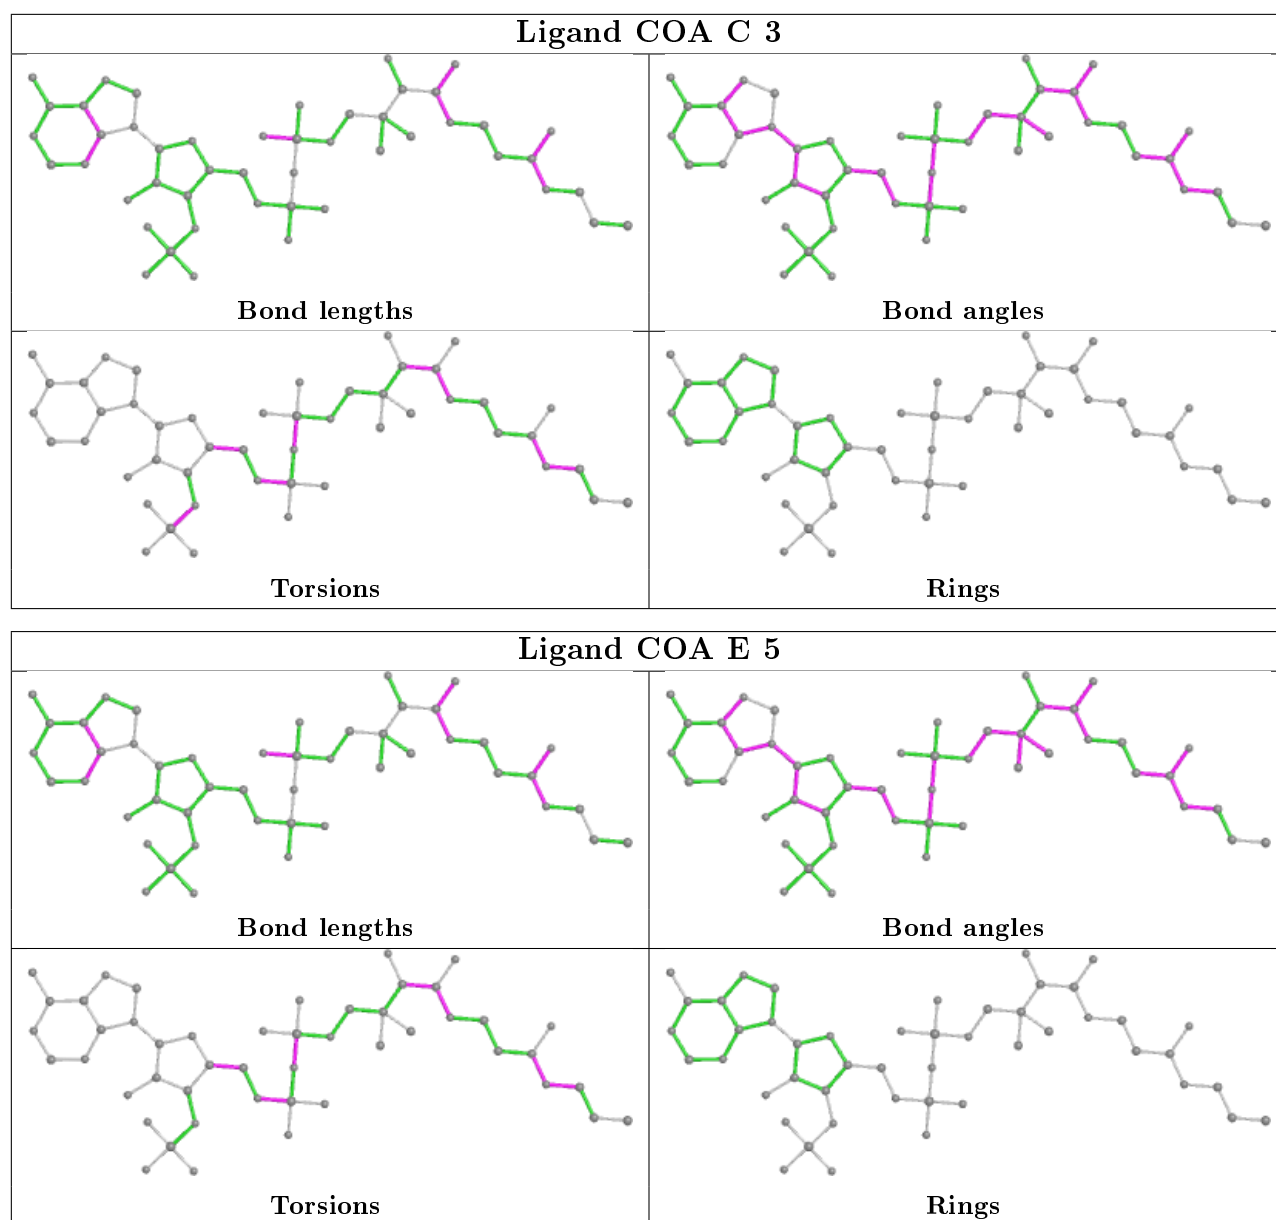 Ligand COA C 3
Bond lengths
Bond angles
Torsions
Rings
Ligand COA E 5
Bond lengths
Bond angles
Torsions
Rings